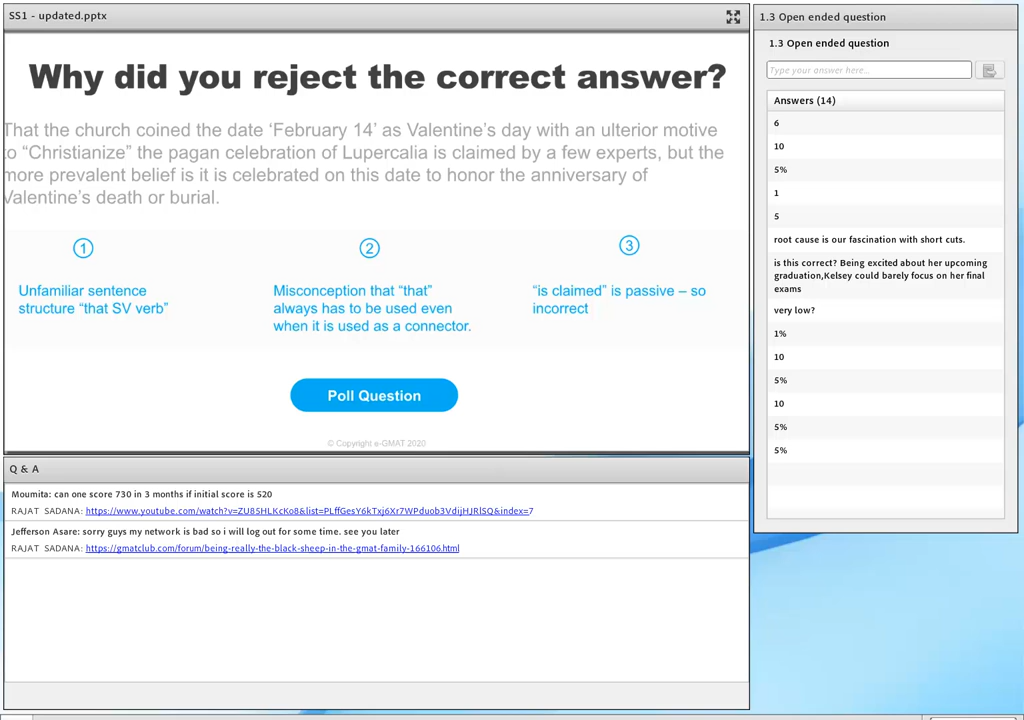 SS1 - updated.pptx
Why did you reject the correct answer?
That the church coined the date ‘February 14’ as Valentine’s day with an ulterior motive
to “Christianize” the pagan celebration of Lupercalia is claimed by a few experts, but the
more prevalent belief is it is celebrated on this date to honor the anniversary of
Valentine’s death or burial.
1
Unfamiliar sentence
structure “that SV verb”
2
Misconception that “that”
always has to be used even
when it is used as a connector.
3
“is claimed” is passive – so
incorrect
Poll Question
© Copyright e-GMAT 2020
Q & A
Moumita: can one score 730 in 3 months if initial score is 520
RAJAT SADANA: https://www.youtube.com/watch?v=ZU85HLKcKo8&list=PLffGesY6kTxj6Xr7WPduob3VdijHJRlSQ&index=7
Jefferson Asare: sorry guys my network is bad so i will log out for some time. see you later
RAJAT SADANA: https://gmatclub.com/forum/being-really-the-black-sheep-in-the-gmat-family-166106.html
1.3 Open ended question
1.3 Open ended question
Type your answer here...
Answers (14)
6
10
5%
1
5
root cause is our fascination with short cuts.
is this correct? Being excited about her upcoming
graduation,Kelsey could barely focus on her final
exams
very low?
1%
10
5%
10
5%
5%